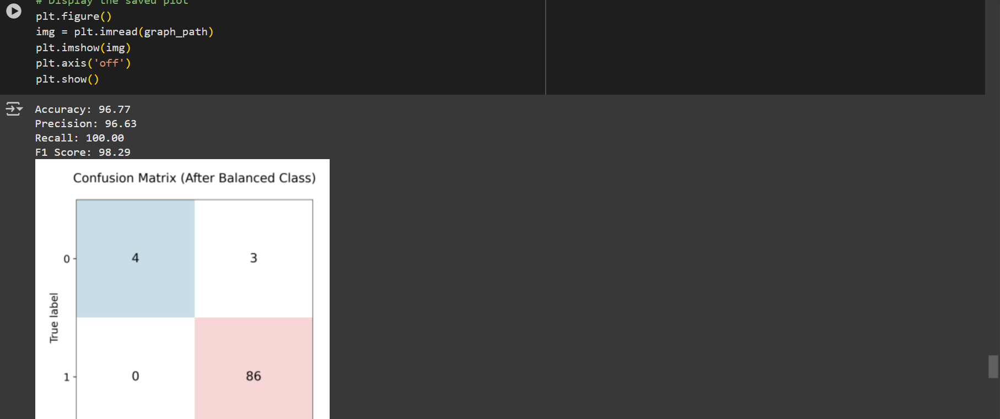 # Display the saved plot
plt.figure()
img = plt.imread(graph_path)
plt.imshow(img)
plt.axis('off')
plt.show()
Accuracy: 96.77
Precision: 96.63
Recall: 100.00
F1 Score: 98.29
Confusion Matrix (After Balanced Class)
4
3
0
True label
0
86
1